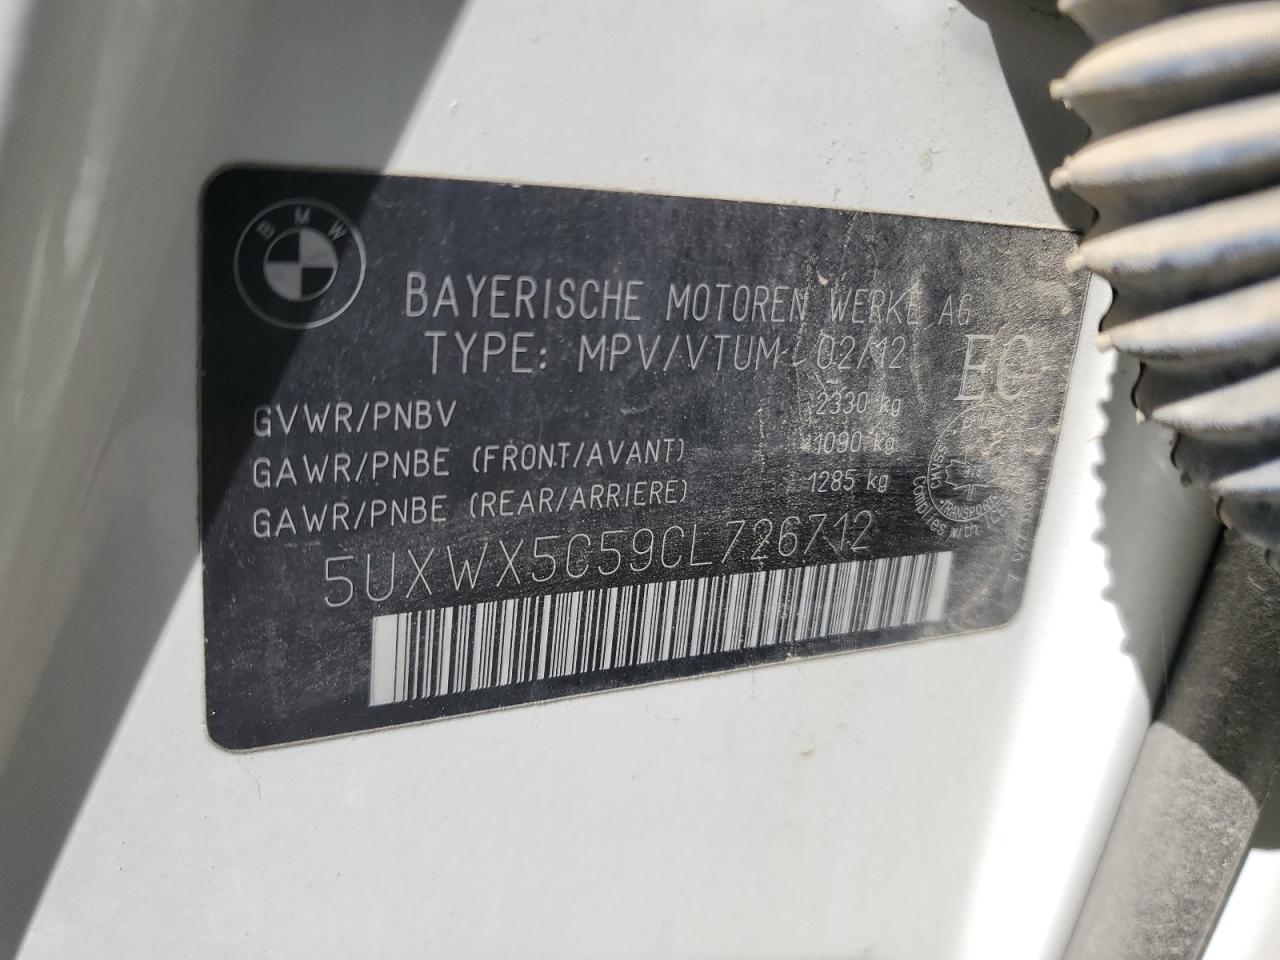 BMW
BAYERISCHE MOTOREN WERKE AG
TYPE: MPV/VTUM 02/12
EC
GVWR/PNBV 2330 kg
GAWR/PNBE (FRONT/AVANT) 1090 kg
GAWR/PNBE (REAR/ARRIERE) 1285 kg
5UXWX5C59CL726712